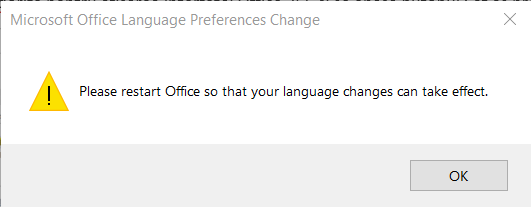 Microsoft Office Language Preferences Change
Please restart Office so that your language changes can take effect.
OK